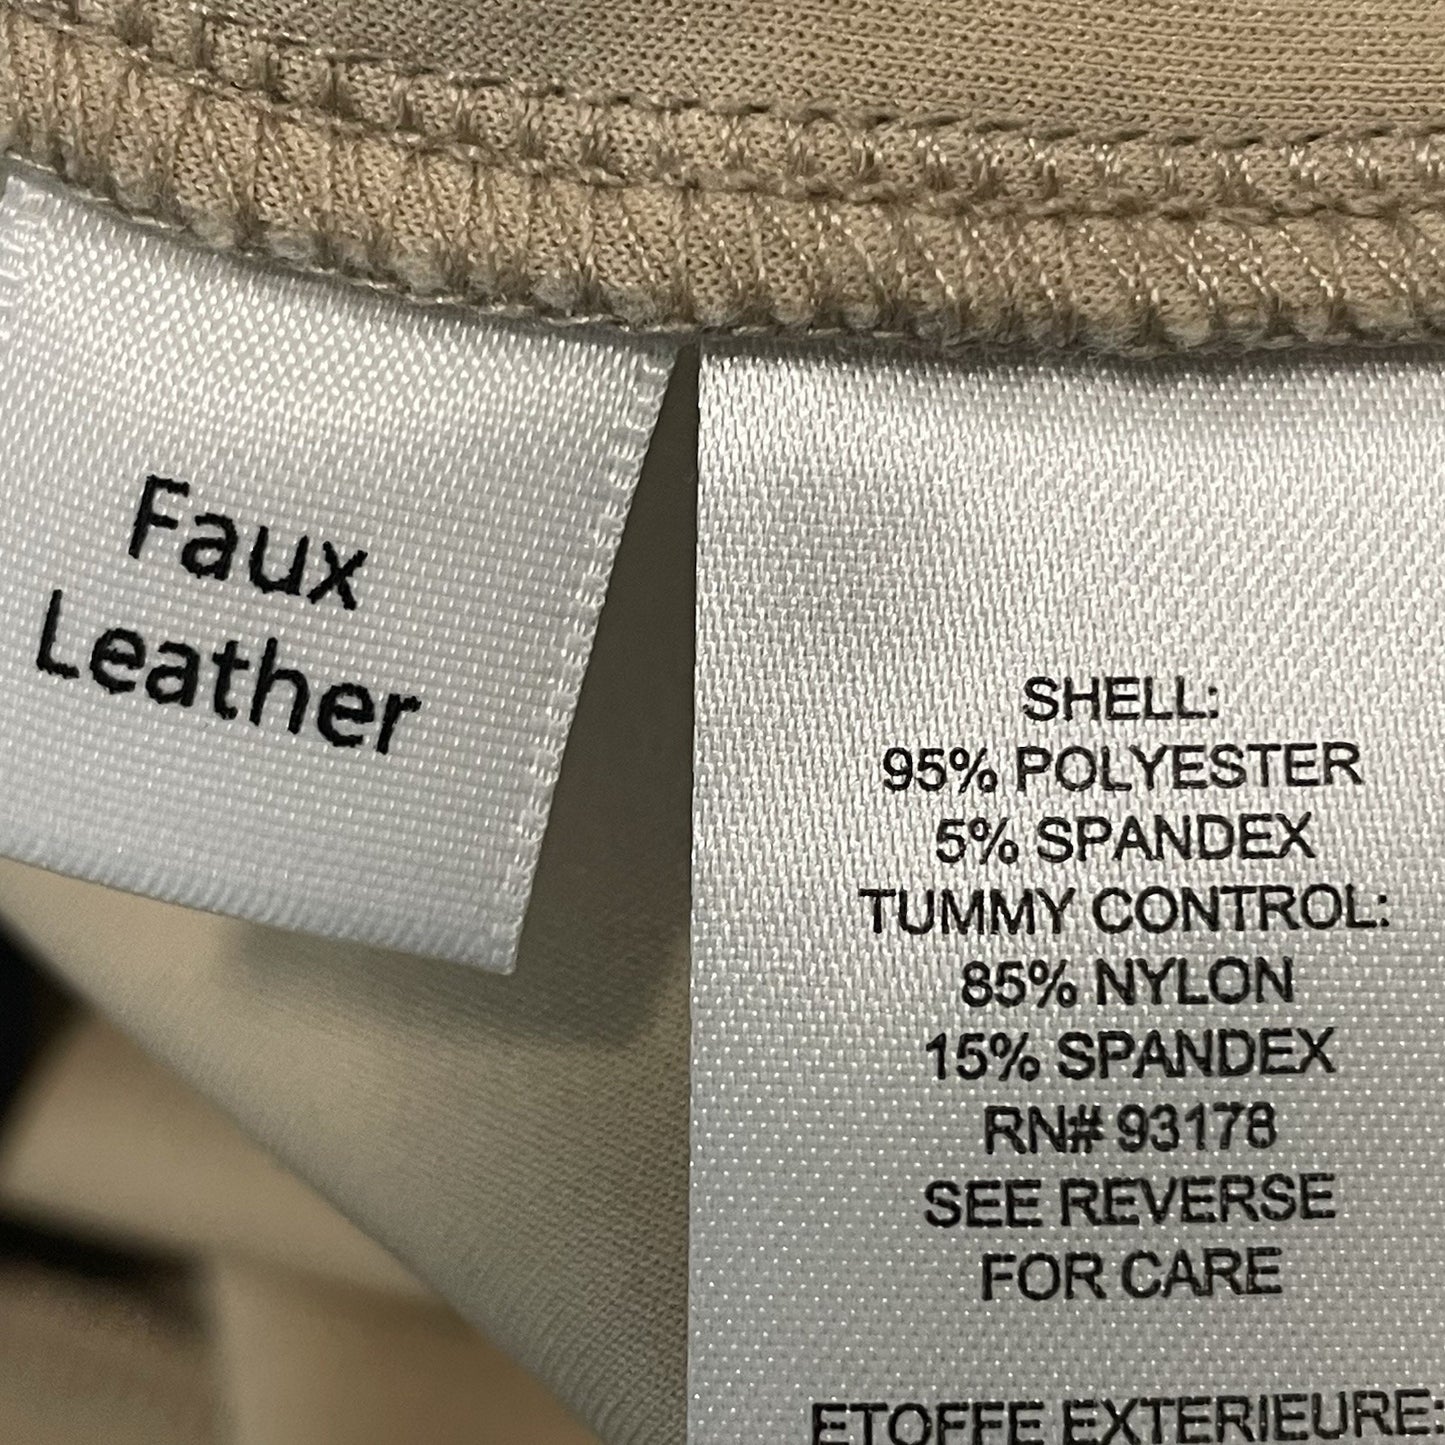 Faux
Leather
SHELL:
95% POLYESTER
5% SPANDEX
TUMMY CONTROL:
85% NYLON
15% SPANDEX
RN# 93178
SEE REVERSE
FOR CARE
ETOFFE EXTERIEURE: